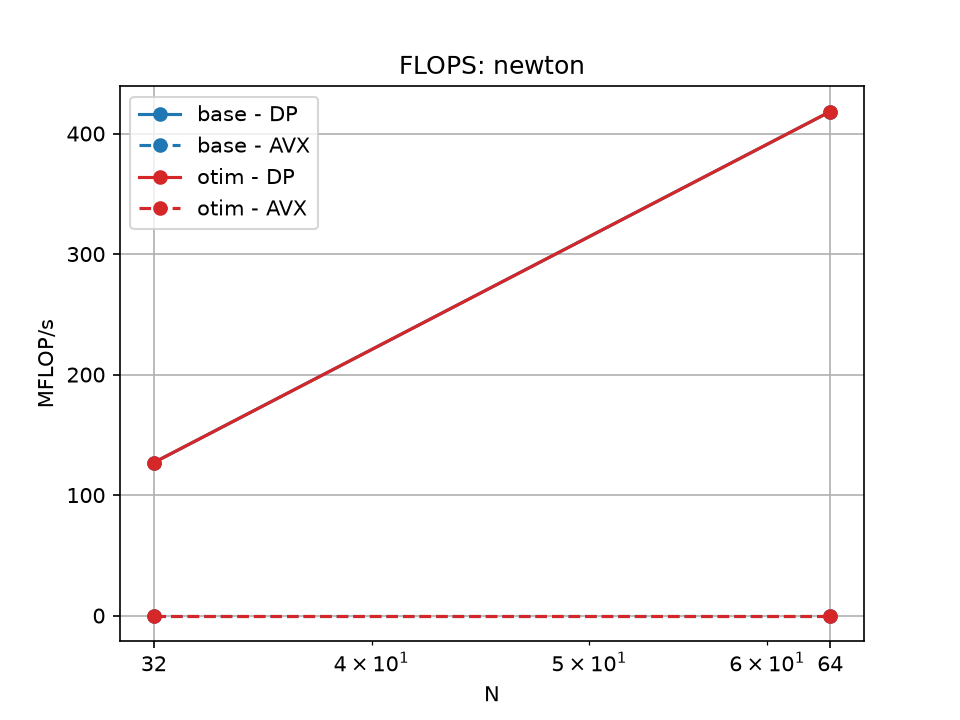 FLOPS: newton
base - DP
base - AVX
otim - DP
otim - AVX
400
300
200
100
0
MFLOP/s
32
4 × 10¹
5 × 10¹
6 × 10¹
64
N